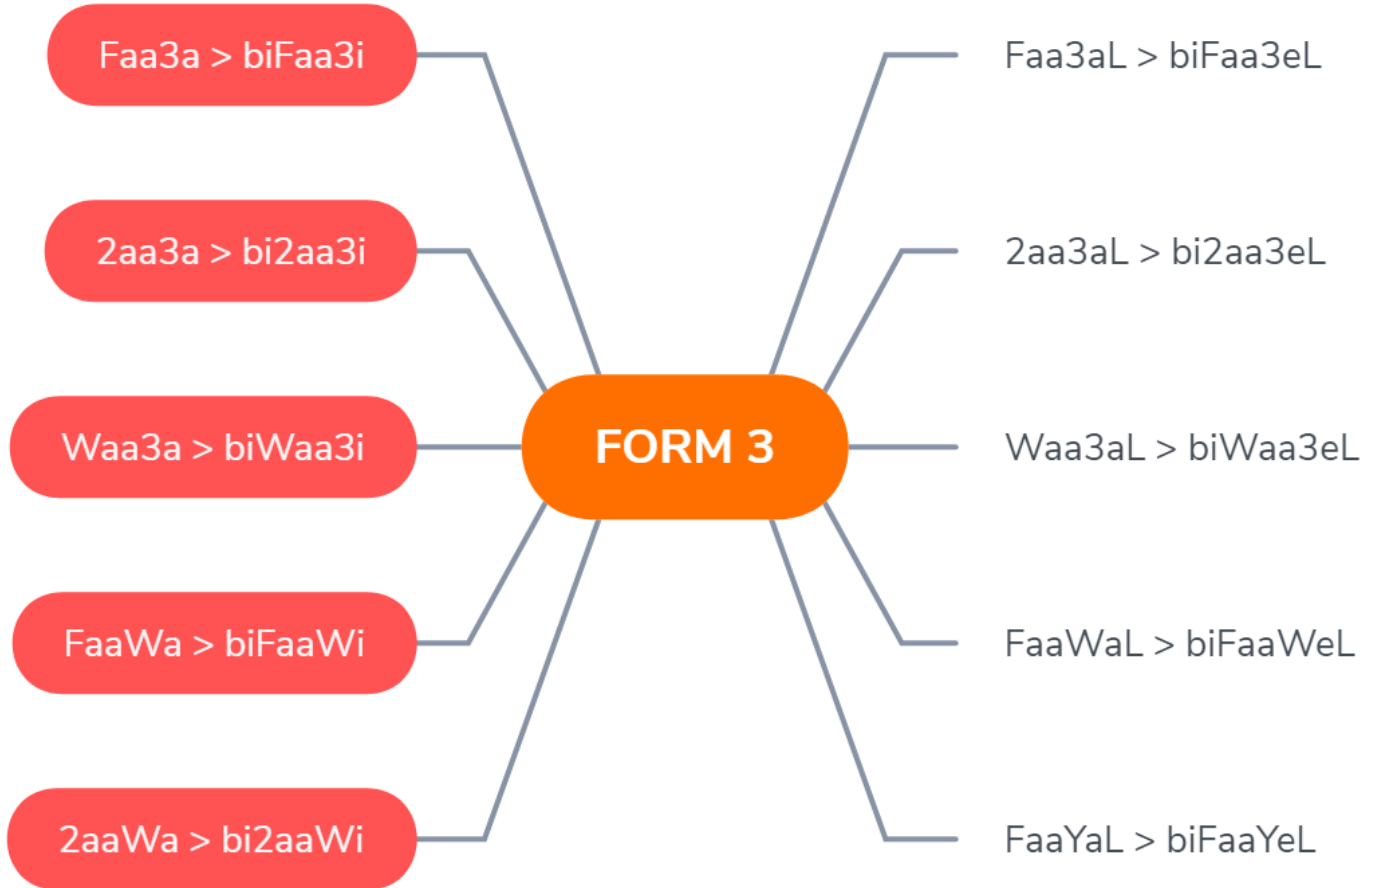 Faa3a > biFaa3i
2aa3a > bi2aa3i
Waa3a > biWaa3i
FaaWa > biFaaWi
2aaWa > bi2aaWi
FORM 3
Faa3aL > biFaa3eL
2aa3aL > bi2aa3eL
Waa3aL > biWaa3eL
FaaWaL > biFaaWeL
FaaYaL > biFaaYeL